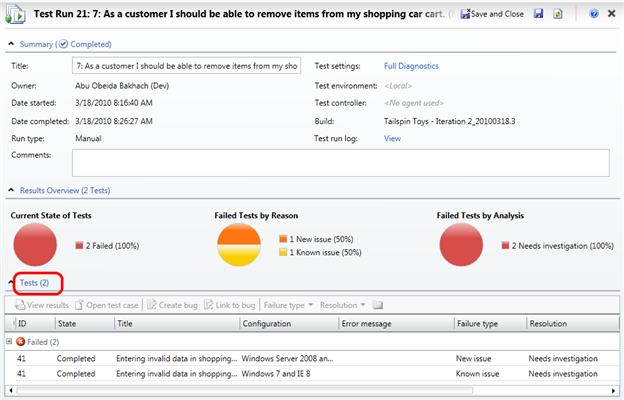 Test Run 21: 7: As a customer I should be able to remove items from my shopping car cart. (
Save and Close
Summary ( Completed)
Title: 7: As a customer I should be able to remove items from my sho
Test settings: Full Diagnostics
Owner: Abu Obeida Bakhach (Dev)
Test environment: <Local>
Date started: 3/18/2010 8:16:40 AM
Test controller: <No agent used>
Date completed: 3/18/2010 8:26:27 AM
Build: Tailspin Toys - Iteration 2_20100318.3
Run type: Manual
Test run log: View
Comments:
Results Overview (2 Tests)
Current State of Tests
2 Failed (100%)
Failed Tests by Reason
1 New issue (50%)
1 Known issue (50%)
Failed Tests by Analysis
2 Needs investigation (100%)
Tests (2)
View results Open test case Create bug Link to bug Failure type Resolution
ID State Title Configuration Error message Failure type Resolution
Failed (2)
41 Completed Entering invalid data in shopping... Windows Server 2008 an... New issue Needs investigation
41 Completed Entering invalid data in shopping... Windows 7 and IE 8 Known issue Needs investigation